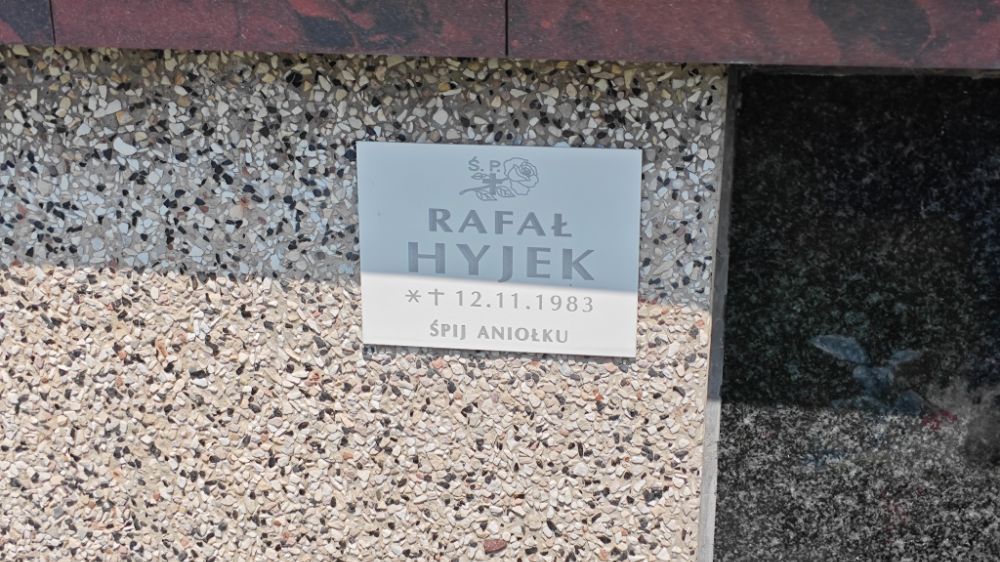 Ś.P.
RAFAŁ
HYJEK
*✝ 12.11.1983
ŚPIJ ANIOŁKU